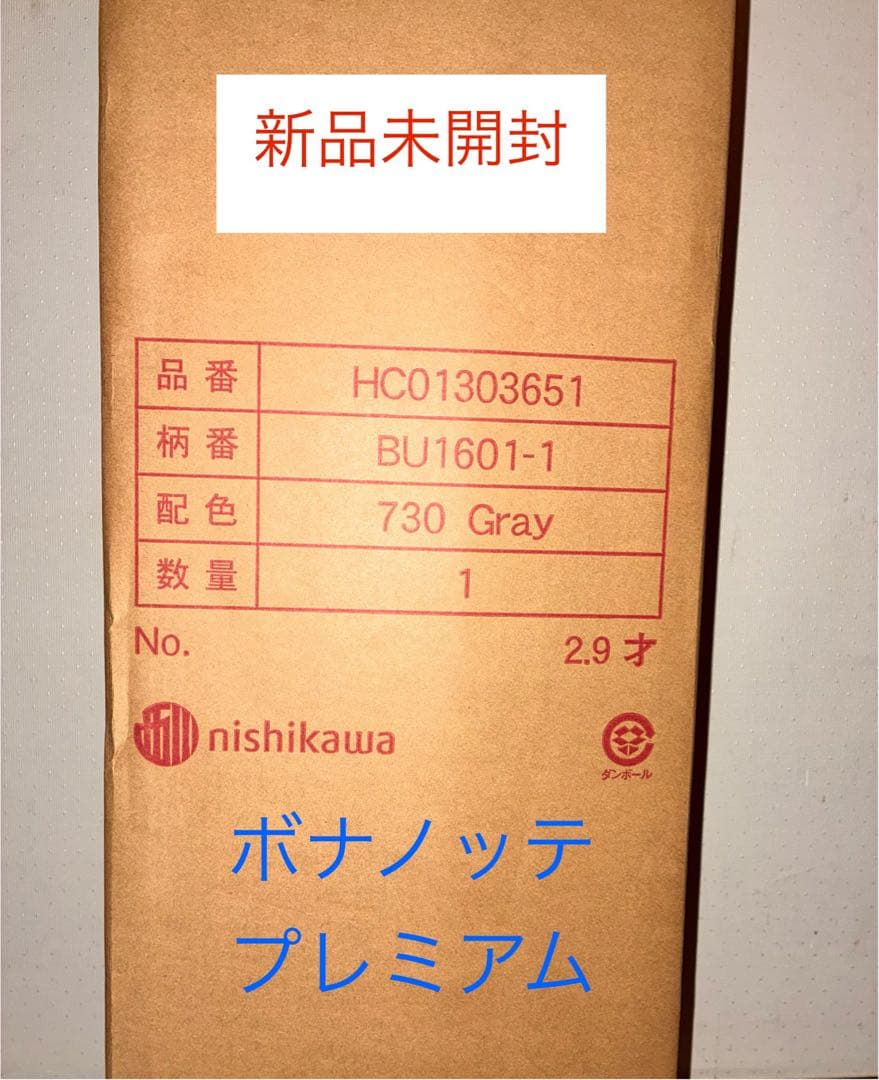 新品未開封
品番 HC01303651
柄番 BU1601-1
配色 730 Gray
数量 1
No. 2.9 才
nishikawa
ダンボール
ボナノッテ
プレミアム